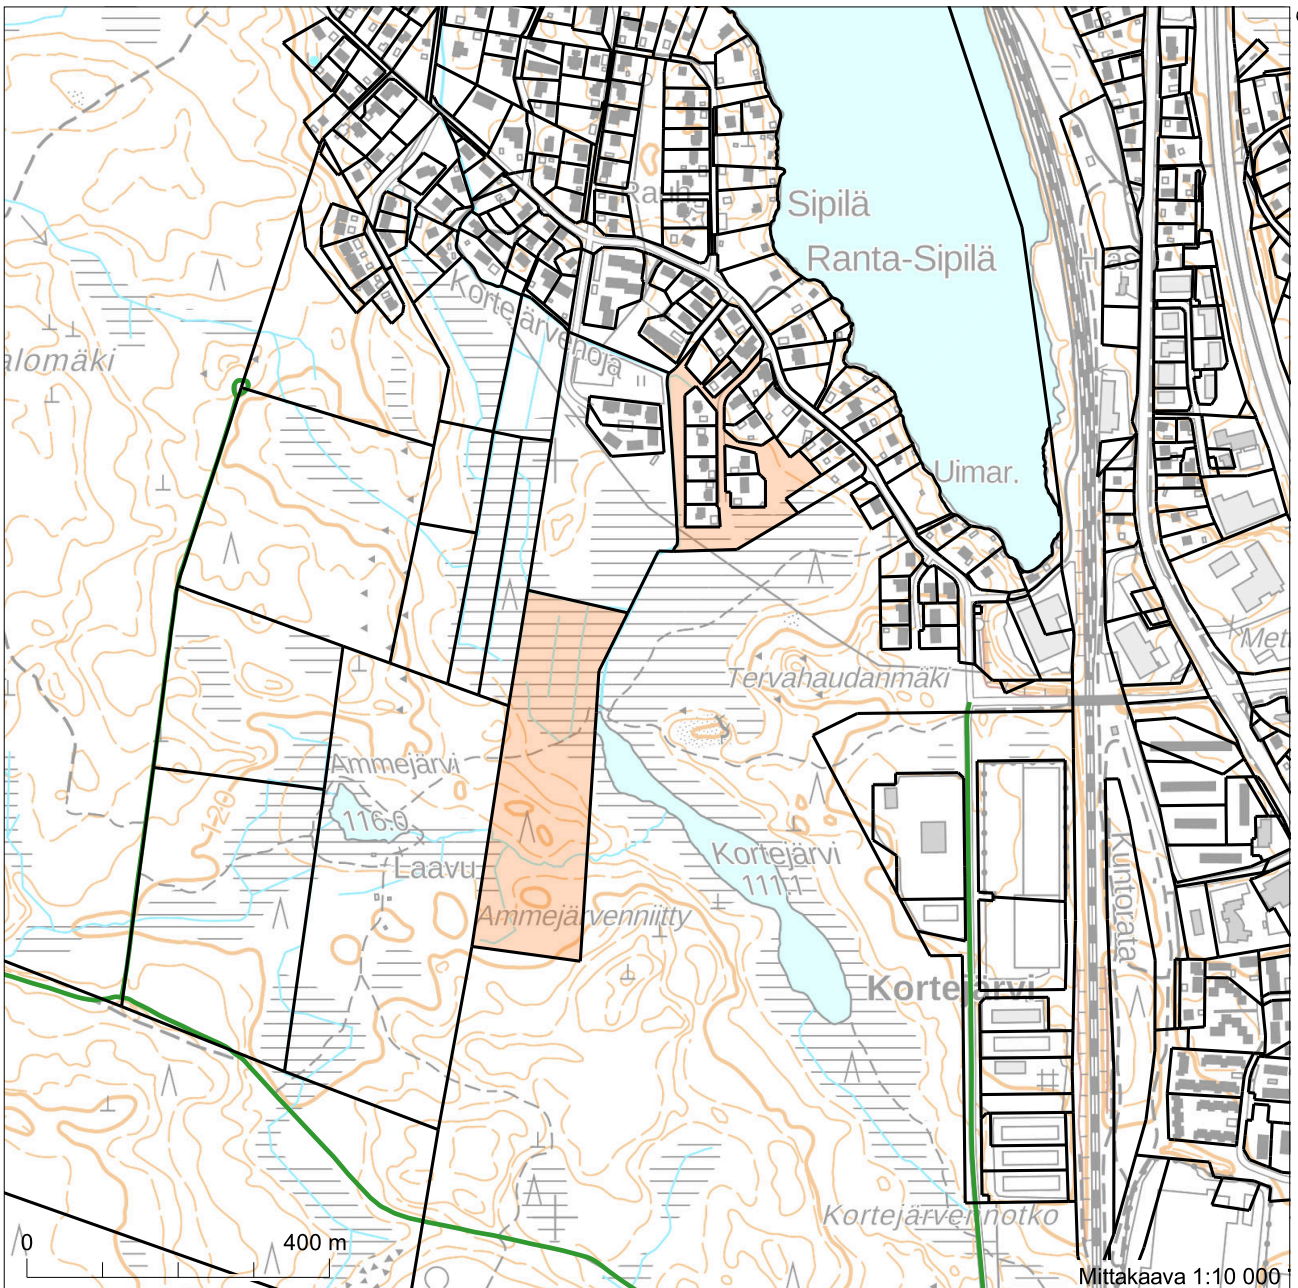 Sipilä
Ranta-Sipilä
Kortejärvenoja
Uimar.
Tervahaudanmäki
Ammejärvi
116.0
120
Laavu
Kortejärvi
111.1
Ammejärvenniitty
Kortejärvi
Kuntorata
Kortejärvennotko
0
400 m
Mittakaava 1:10 000